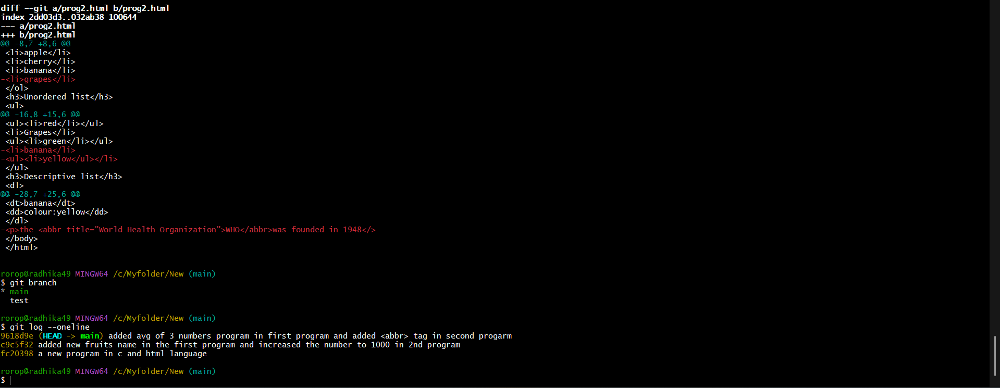 diff --git a/prog2.html b/prog2.html
index 2dd03d3..032ab38 100644
--- a/prog2.html
+++ b/prog2.html
@@ -8,7 +8,6 @@
 <li>apple</li>
 <li>cherry</li>
 <li>banana</li>
-<li>grapes</li>
 </ol>
 <h3>Unordered list</h3>
 <ul>
@@ -16,8 +15,6 @@
 <ul><li>red</li></ul>
 <li>Grapes</li>
 <ul><li>green</li></ul>
-<li>banana</li>
-<ul><li>yellow</ul></li>
 </ul>
 <h3>Descriptive list</h3>
 <dl>
@@ -28,7 +25,6 @@
 <dt>banana</dt>
 <dd>colour:yellow</dd>
 </dl>
-<p>the <abbr title="World Health Organization">WHO</abbr>was founded in 1948</>
 </body>
 </html>
rorop@radhika49 MINGW64 /c/Myfolder/New (main)
$ git branch
* main
  test
rorop@radhika49 MINGW64 /c/Myfolder/New (main)
$ git log --oneline
9618d9e (HEAD -> main) added avg of 3 numbers program in first program and added <abbr> tag in second progarm
c9c5f32 added new fruits name in the first program and increased the number to 1000 in 2nd program
fc20398 a new program in c and html language
rorop@radhika49 MINGW64 /c/Myfolder/New (main)
$